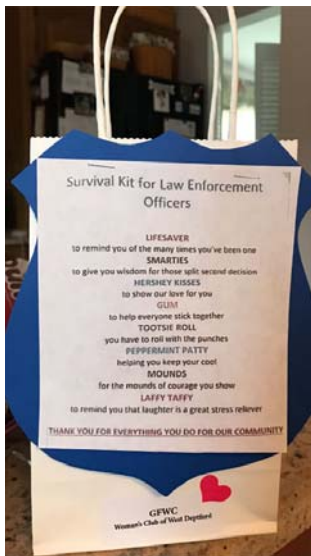 Survival Kit for Law Enforcement
Officers
LIFESAVER
to remind you of the many times you've been one
SMARTIES
to give you wisdom for those split second decision
HERSHEY KISSES
to show our love for you
GUM
to help everyone stick together
TOOTSIE ROLL
you have to roll with the punches
PEPPERMINT PATTY
helping you keep your cool
MOUNDS
for the mounds of courage you show
LAFFY TAFFY
to remind you that laughter is a great stress reliever
THANK YOU FOR EVERYTHING YOU DO FOR OUR COMMUNITY
GFWC
Woman's Club of West Deptford